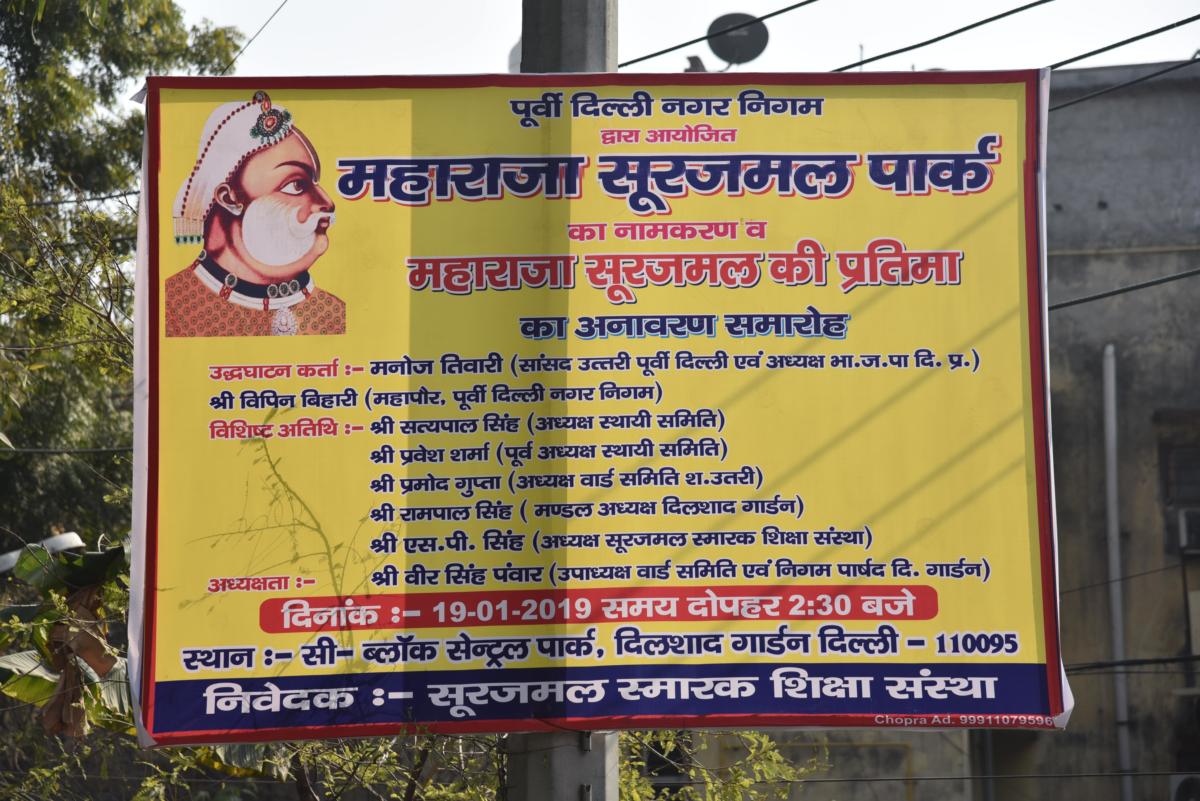 पूर्वी दिल्ली नगर निगम
द्वारा आयोजित
महाराजा सूरजमल पार्क
का नामकरण व
महाराजा सूरजमल की प्रतिमा
का अनावरण समारोह
उद्धघाटन कर्ता :– मनोज तिवारी (सांसद उत्तरी पूर्वी दिल्ली एवं अध्यक्ष भा.ज.पा दि. प्र.)
श्री विपिन बिहारी (महापौर, पूर्वी दिल्ली नगर निगम)
विशिष्ट अतिथि :– श्री सत्यपाल सिंह (अध्यक्ष स्थायी समिति)
श्री प्रवेश शर्मा (पूर्व अध्यक्ष स्थायी समिति)
श्री प्रमोद गुप्ता (अध्यक्ष वार्ड समिति श.उतरी)
श्री रामपाल सिंह ( मण्डल अध्यक्ष दिलशाद गार्डन)
श्री एस.पी. सिंह (अध्यक्ष सूरजमल स्मारक शिक्षा संस्था)
अध्यक्षता :– श्री वीर सिंह पंवार (उपाध्यक्ष वार्ड समिति एवं निगम पार्षद दि. गार्डन)
दिनांक :– 19-01-2019 समय दोपहर 2:30 बजे
स्थान :– सी– ब्लॉक सेन्ट्रल पार्क, दिलशाद गार्डन दिल्ली – 110095
निवेदक :– सूरजमल स्मारक शिक्षा संस्था
Chopra Ad. 99911079596